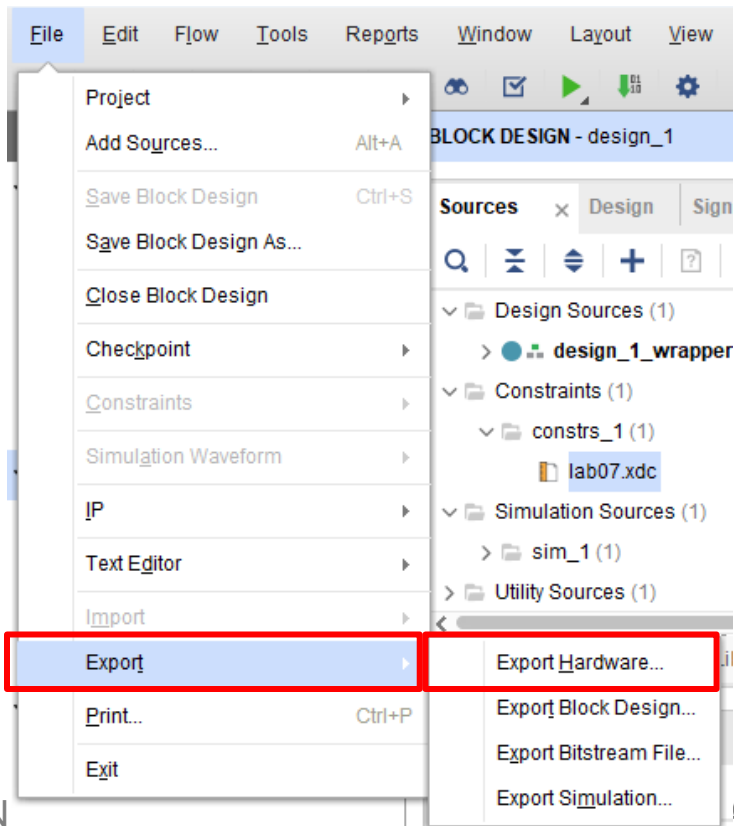 File Edit Flow Tools Reports Window Layout View
Project
Add Sources... Alt+A
Save Block Design Ctrl+S
Save Block Design As...
Close Block Design
Checkpoint
Constraints
Simulation Waveform
IP
Text Editor
Import
Export
Print... Ctrl+P
Exit
BLOCK DESIGN - design_1
Sources Design Sign
Design Sources (1)
design_1_wrapper
Constraints (1)
constrs_1 (1)
lab07.xdc
Simulation Sources (1)
sim_1 (1)
Utility Sources (1)
Export Hardware...
Export Block Design...
Export Bitstream File...
Export Simulation...